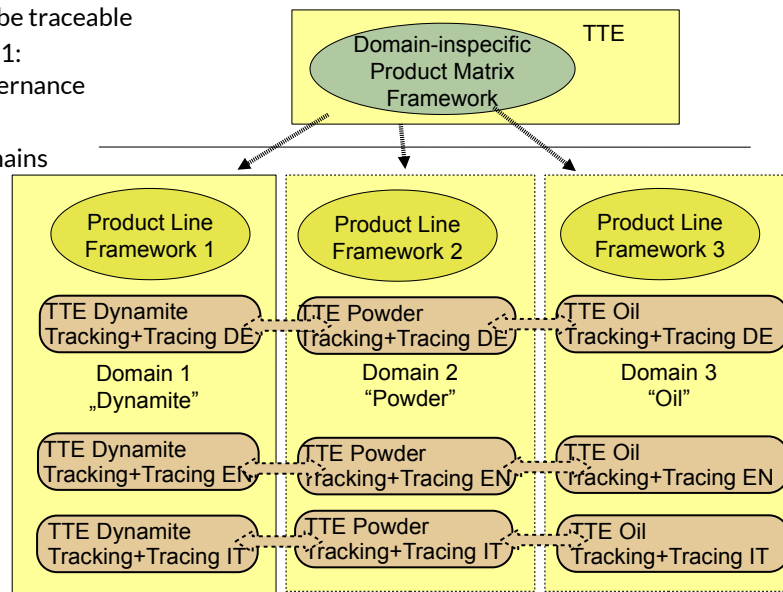 be traceable
1:
ernance
nains
TTE
Domain-inspecific
Product Matrix
Framework
Product Line
Framework 1
Product Line
Framework 2
Product Line
Framework 3
TTE Dynamite
Tracking+Tracing DE
TTE Powder
Tracking+Tracing DE
TTE Oil
Tracking+Tracing DE
Domain 1
„Dynamite”
Domain 2
“Powder”
Domain 3
“Oil”
TTE Dynamite
Tracking+Tracing EN
TTE Powder
Tracking+Tracing EN
TTE Oil
Tracking+Tracing EN
TTE Dynamite
Tracking+Tracing IT
TTE Powder
Tracking+Tracing IT
TTE Oil
Tracking+Tracing IT